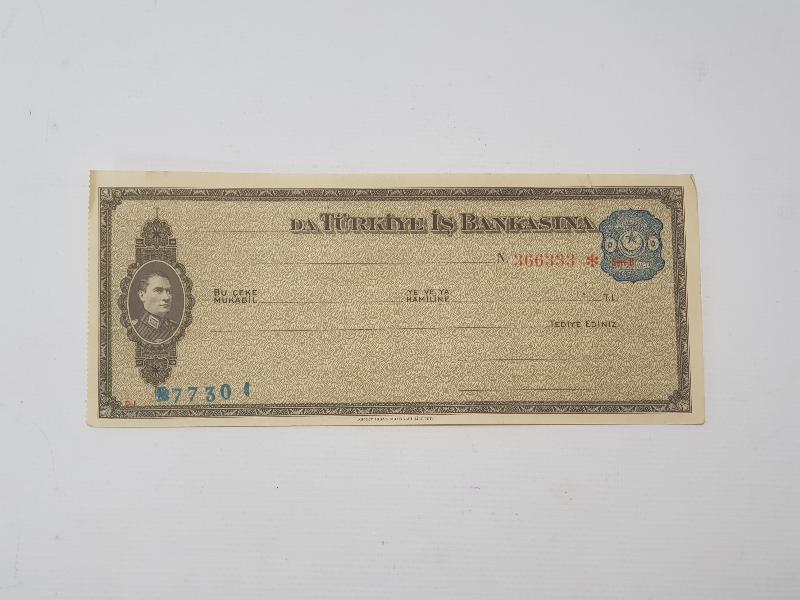 DA TÜRKİYE İŞ BANKASINA
N. 366333 *
BU ÇEKE MUKABİL YE VE YA HAMİLİNE T.L.
TEDİYE EDİNİZ
77304